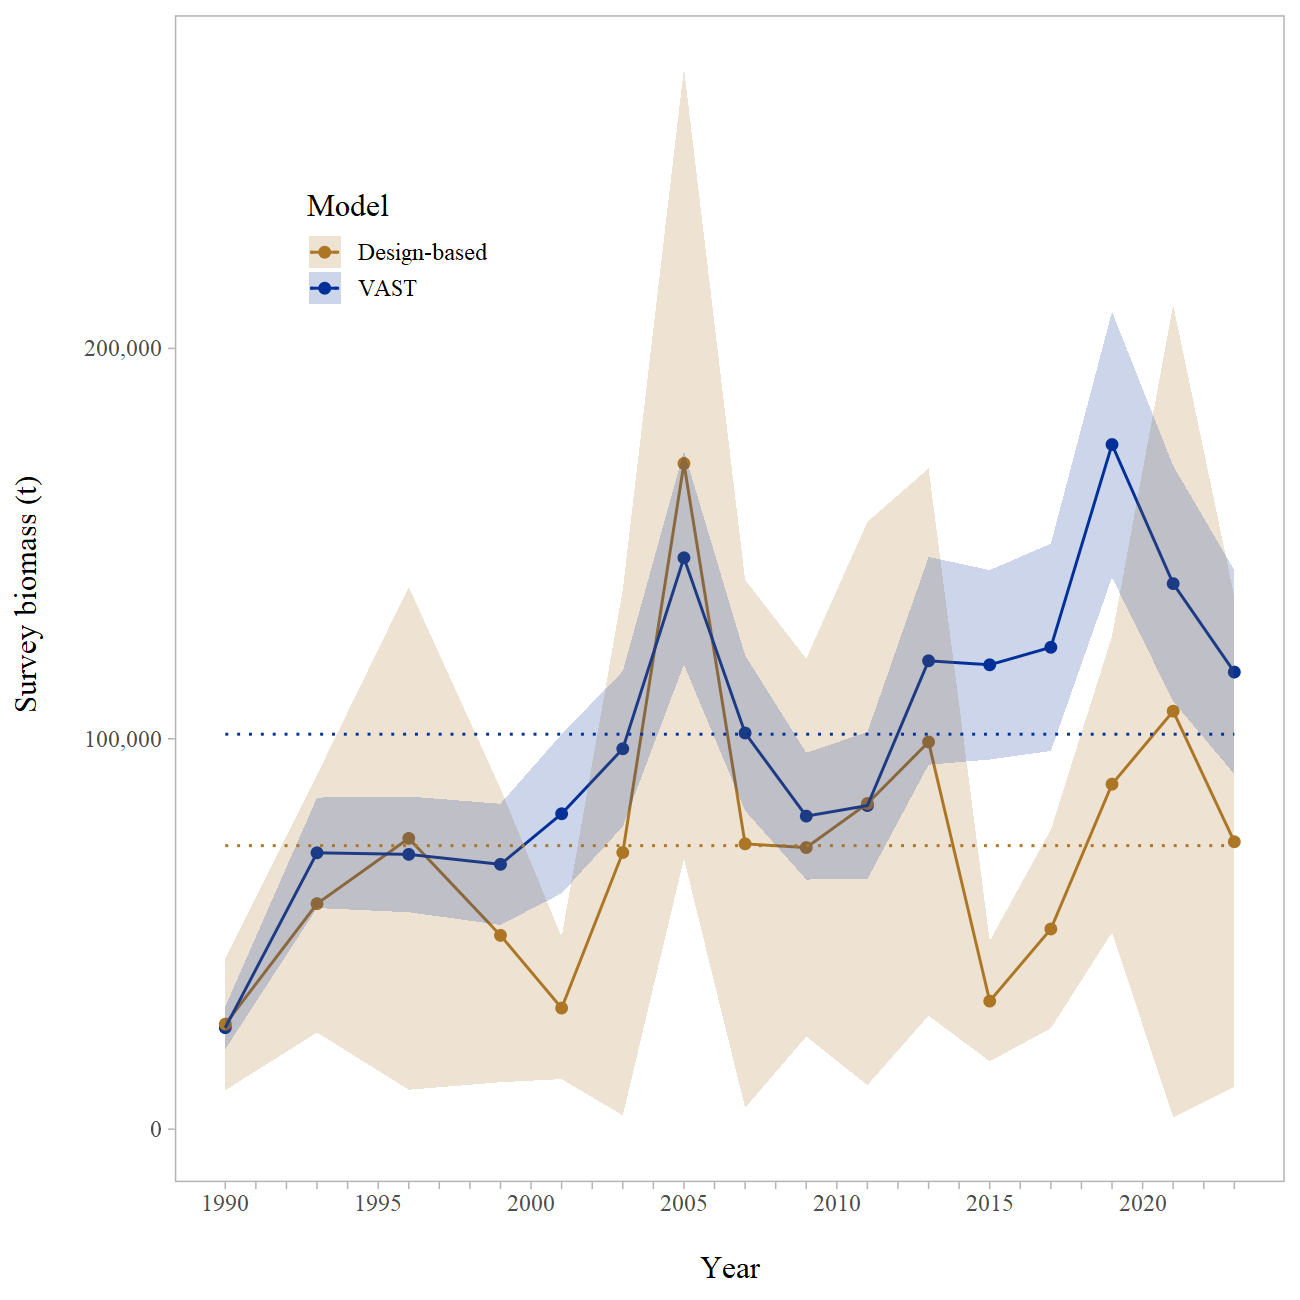 Model
Design-based
VAST
200,000
100,000
0
Survey biomass (t)
1990 1995 2000 2005 2010 2015 2020
Year